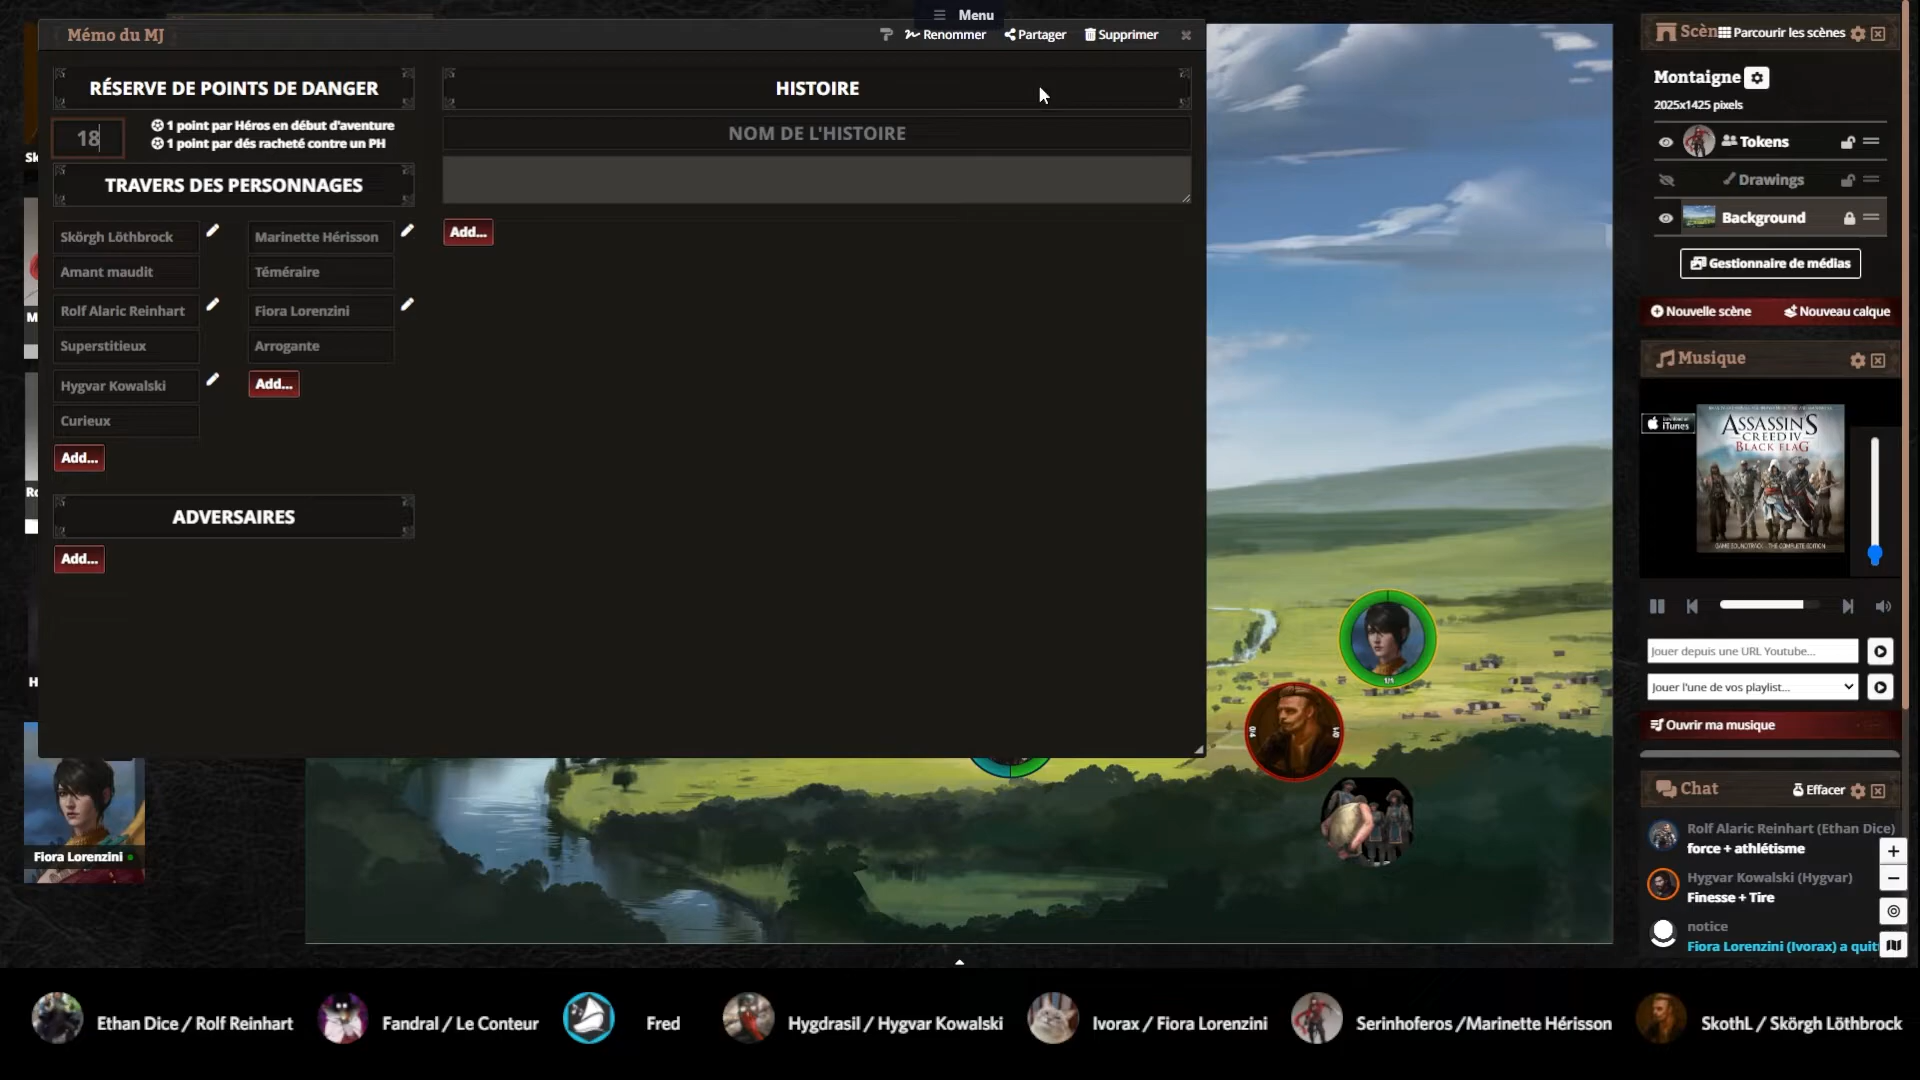 Menu
Mémo du MJ
Renommer
Partager
Supprimer
RÉSERVE DE POINTS DE DANGER
18
1 point par Héros en début d'aventure
1 point par dés racheté contre un PH
TRAVERS DES PERSONNAGES
Skörgh Löthbrock
Amant maudit
Marinette Hérisson
Téméraire
Rolf Alaric Reinhart
Superstitieux
Fiora Lorenzini
Arrogante
Hygvar Kowalski
Curieux
Add...
Add...
ADVERSAIRES
Add...
HISTOIRE
NOM DE L'HISTOIRE
Add...
Fiora Lorenzini
Scèn
Parcourir les scènes
Montaigne
2025x1425 pixels
Tokens
Drawings
Background
Gestionnaire de médias
Nouvelle scène
Nouveau calque
Musique
iTunes
ASSASSIN'S
CREED IV
BLACK FLAG
GAME SOUNDTRACK - THE COMPLETE EDITION
Jouer depuis une URL Youtube...
Jouer l'une de vos playlist...
Ouvrir ma musique
Chat
Effacer
Rolf Alaric Reinhart (Ethan Dice)
force + athlétisme
Hygvar Kowalski (Hygvar)
Finesse + Tire
notice
Fiora Lorenzini (Ivorax) a quit
Ethan Dice / Rolf Reinhart
Fandral / Le Conteur
Fred
Hygdrasil / Hygvar Kowalski
Ivorax / Fiora Lorenzini
Serinhoferos /Marinette Hérisson
SkothL / Skörgh Löthbrock